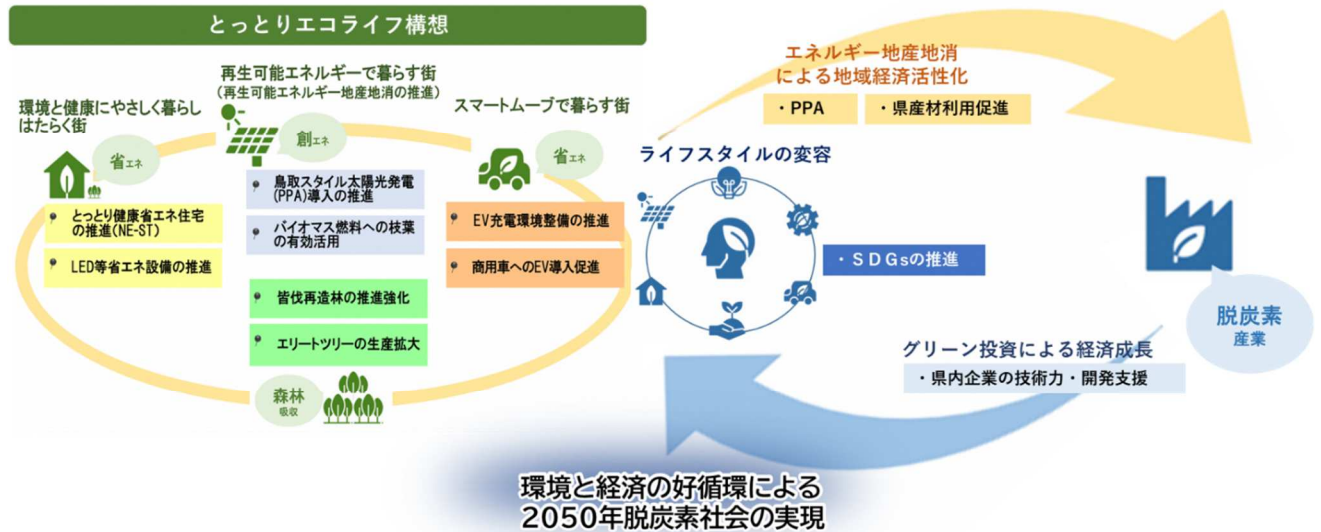 とっとりエコライフ構想
環境と健康にやさしく暮らし
はたらく街
省エネ
とっとり健康省エネ住宅
の推進(NE-ST)
LED等省エネ設備の推進
再生可能エネルギーで暮らす街
(再生可能エネルギー地産地消の推進)
創エネ
鳥取スタイル太陽光発電
(PPA)導入の推進
バイオマス燃料への枝葉
の有効活用
スマートムーブで暮らす街
省エネ
EV充電環境整備の推進
商用車へのEV導入促進
皆伐再造林の推進強化
エリートツリーの生産拡大
森林
吸収
エネルギー地産地消
による地域経済活性化
・PPA
・県産材利用促進
ライフスタイルの変容
・SDGsの推進
脱炭素
産業
グリーン投資による経済成長
・県内企業の技術力・開発支援
環境と経済の好循環による
2050年脱炭素社会の実現